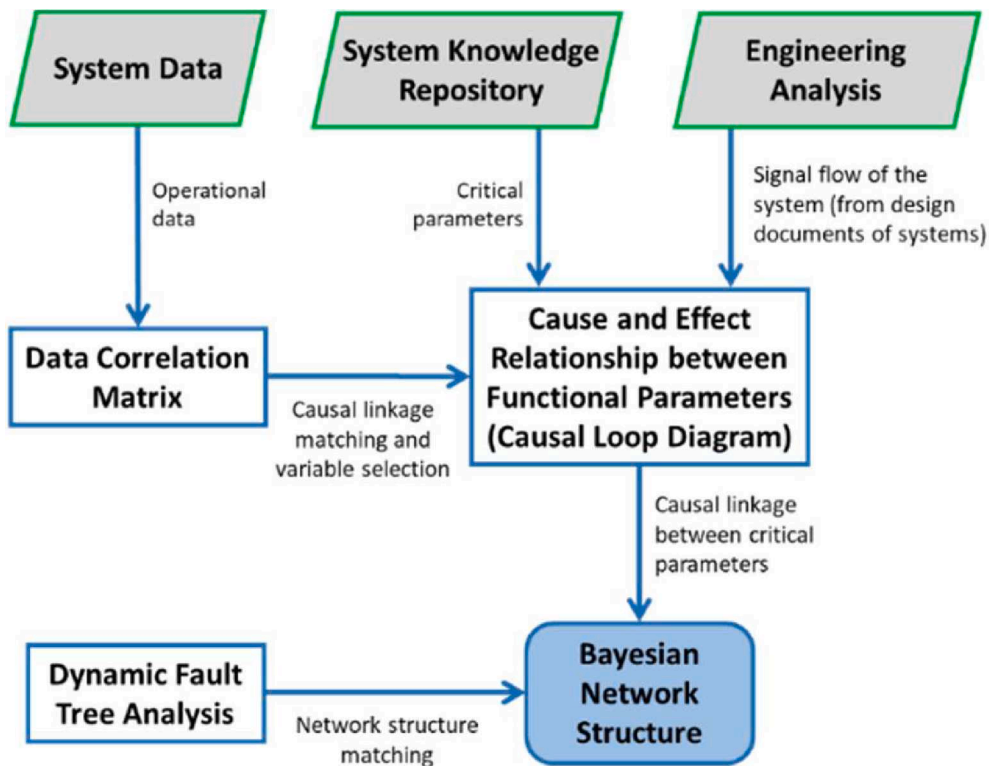 System Data
System Knowledge
Repository
Engineering
Analysis
Operational
data
Critical
parameters
Signal flow of the
system (from design
documents of systems)
Data Correlation
Matrix
Causal linkage
matching and
variable selection
Cause and Effect
Relationship between
Functional Parameters
(Causal Loop Diagram)
Causal linkage
between critical
parameters
Dynamic Fault
Tree Analysis
Network structure
matching
Bayesian
Network
Structure